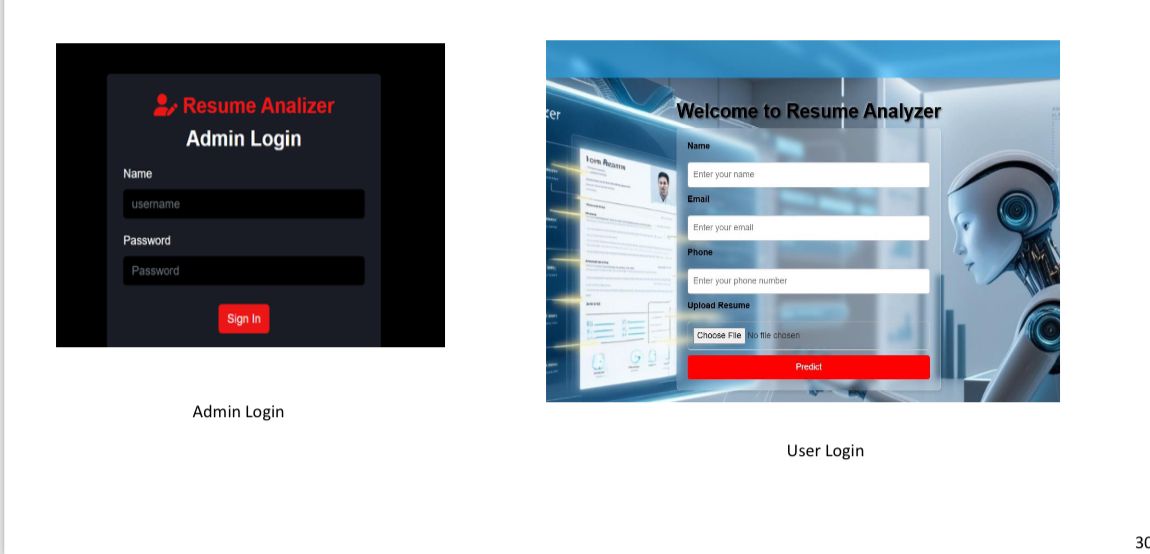 Resume Analizer
Admin Login
Name
username
Password
Password
Sign In
Admin Login
Welcome to Resume Analyzer
Name
Enter your name
Email
Enter your email
Phone
Enter your phone number
Upload Resume
Choose File No file chosen
Predict
User Login
30